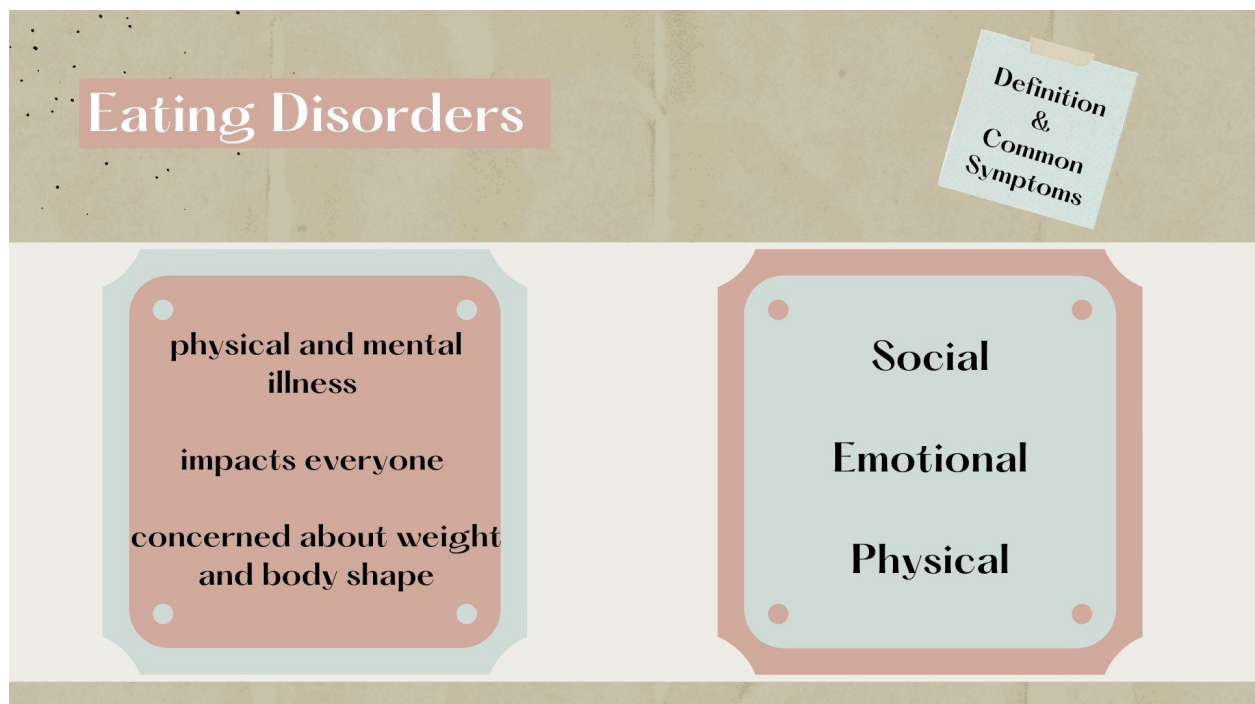 Eating Disorders
Definition
&
Common
Symptoms
physical and mental
illness
impacts everyone
concerned about weight
and body shape
Social
Emotional
Physical